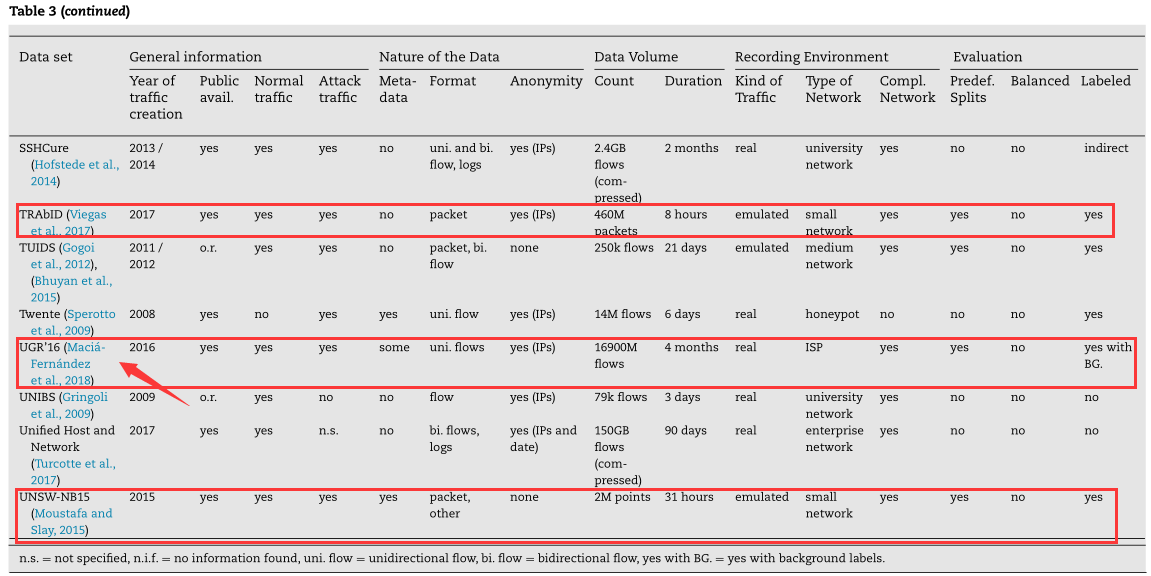 Table 3 (continued)
Data set General information Nature of the Data Data Volume Recording Environment Evaluation
Year of Public Normal Attack Meta- Format Anonymity Count Duration Kind of Type of Compl. Predef. Balanced Labeled
traffic avail. traffic traffic data Traffic Network Network Splits
creation
SSHCure 2013 / yes yes yes no uni. and bi. yes (IPs) 2.4GB 2 months real university yes no no indirect
(Hofstede et al., 2014 flow, logs flows network
2014) (com-
pressed)
TRAbID (Viegas 2017 yes yes yes no packet yes (IPs) 460M 8 hours emulated small yes yes no yes
et al., 2017) packets network
TUIDS (Gogoi 2011 / o.r. yes yes no packet, bi. none 250k flows 21 days emulated medium yes yes no yes
et al., 2012), 2012 flow network
(Bhuyan et al.,
2015)
Twente (Sperotto 2008 yes no yes yes uni. flow yes (IPs) 14M flows 6 days real honeypot no no no yes
et al., 2009)
UGR'16 (Maciá- 2016 yes yes yes some uni. flows yes (IPs) 16900M 4 months real ISP yes yes no yes with
Fernández flows BG.
et al., 2018)
UNIBS (Gringoli 2009 o.r. yes no no flow yes (IPs) 79k flows 3 days real university yes no no no
et al., 2009) network
Unified Host and 2017 yes yes n.s. no bi. flows, yes (IPs and 150GB 90 days real enterprise yes no no no
Network logs date) flows network
(Turcotte et al., (com-
2017) pressed)
UNSW-NB15 2015 yes yes yes yes packet, none 2M points 31 hours emulated small yes yes no yes
(Moustafa and other network
Slay, 2015)
n.s. = not specified, n.i.f. = no information found, uni. flow = unidirectional flow, bi. flow = bidirectional flow, yes with BG. = yes with background labels.